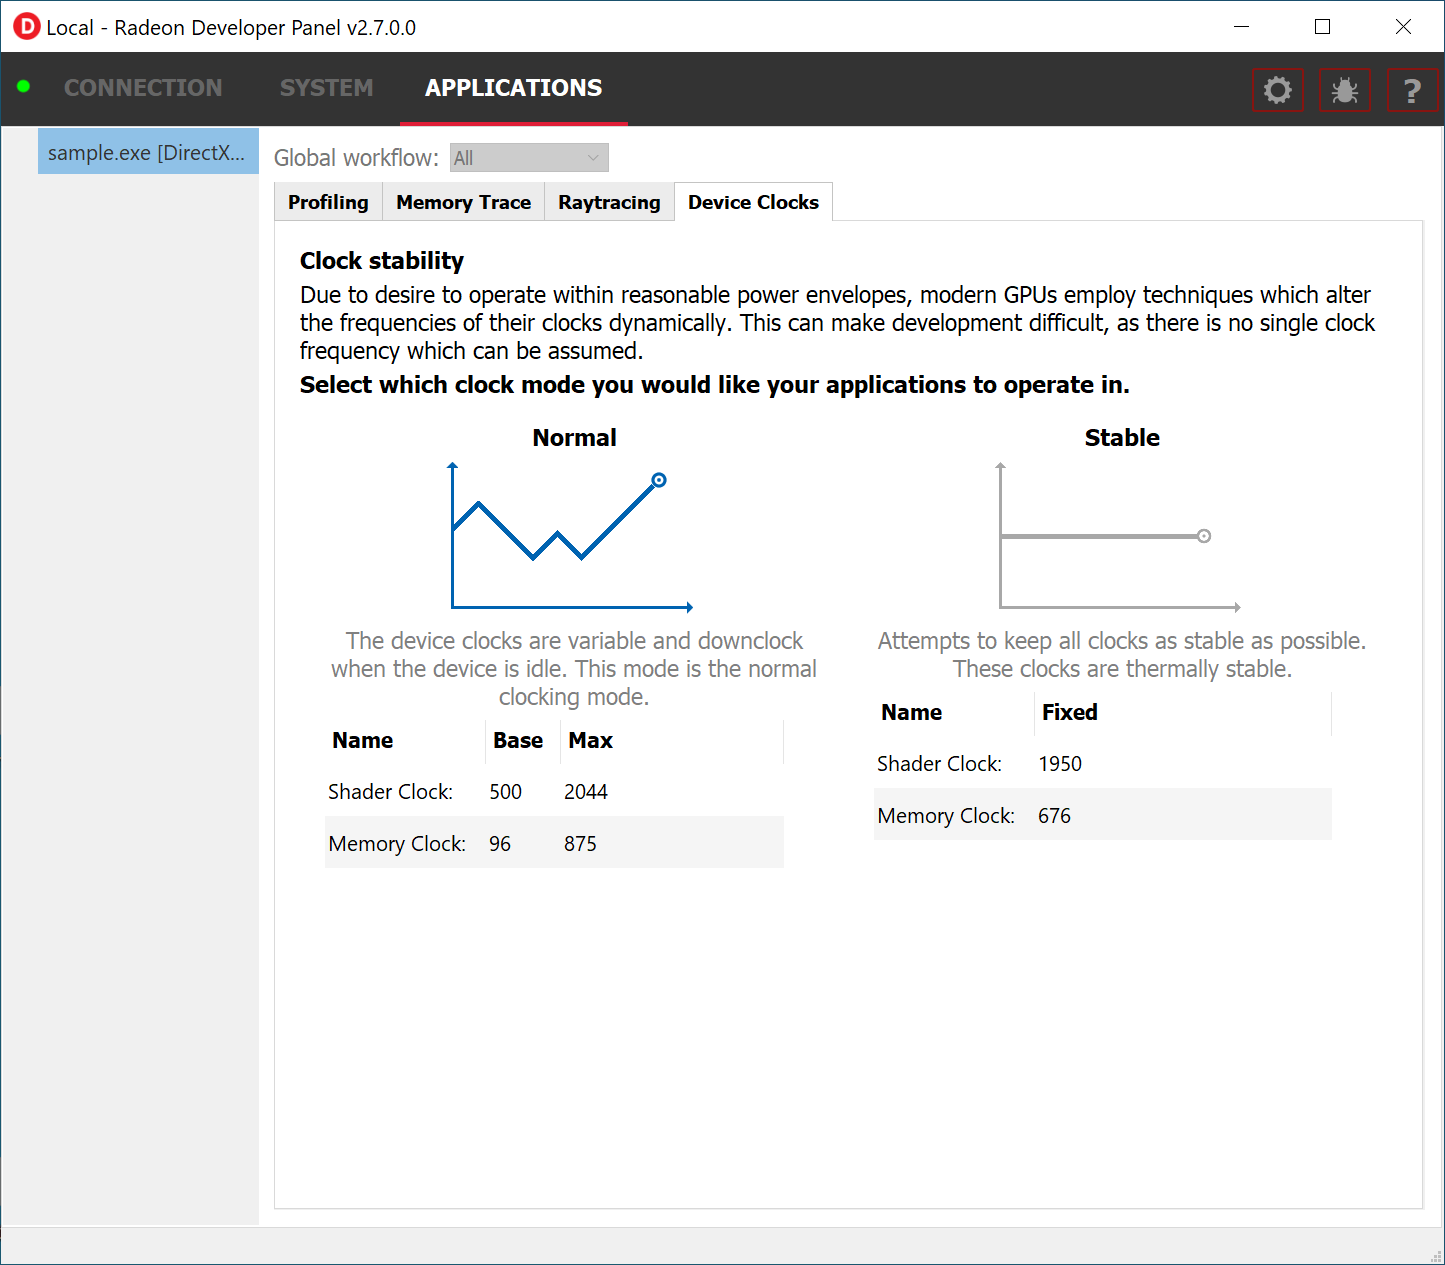 Local - Radeon Developer Panel v2.7.0.0
CONNECTION SYSTEM APPLICATIONS
sample.exe [DirectX...
Global workflow: All
Profiling Memory Trace Raytracing Device Clocks
Clock stability
Due to desire to operate within reasonable power envelopes, modern GPUs employ techniques which alter
the frequencies of their clocks dynamically. This can make development difficult, as there is no single clock
frequency which can be assumed.
Select which clock mode you would like your applications to operate in.
Normal
The device clocks are variable and downclock
when the device is idle. This mode is the normal
clocking mode.
Name Base Max
Shader Clock: 500 2044
Memory Clock: 96 875
Stable
Attempts to keep all clocks as stable as possible.
These clocks are thermally stable.
Name Fixed
Shader Clock: 1950
Memory Clock: 676